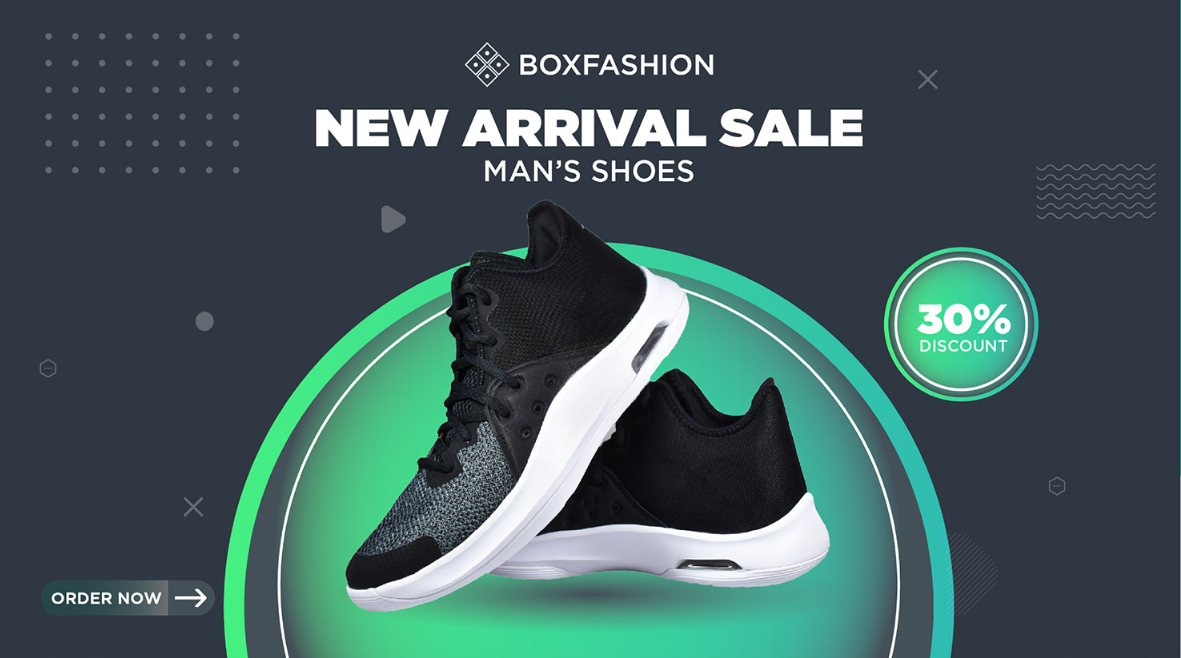 BOXFASHION
NEW ARRIVAL SALE
MAN'S SHOES
30%
DISCOUNT
ORDER NOW